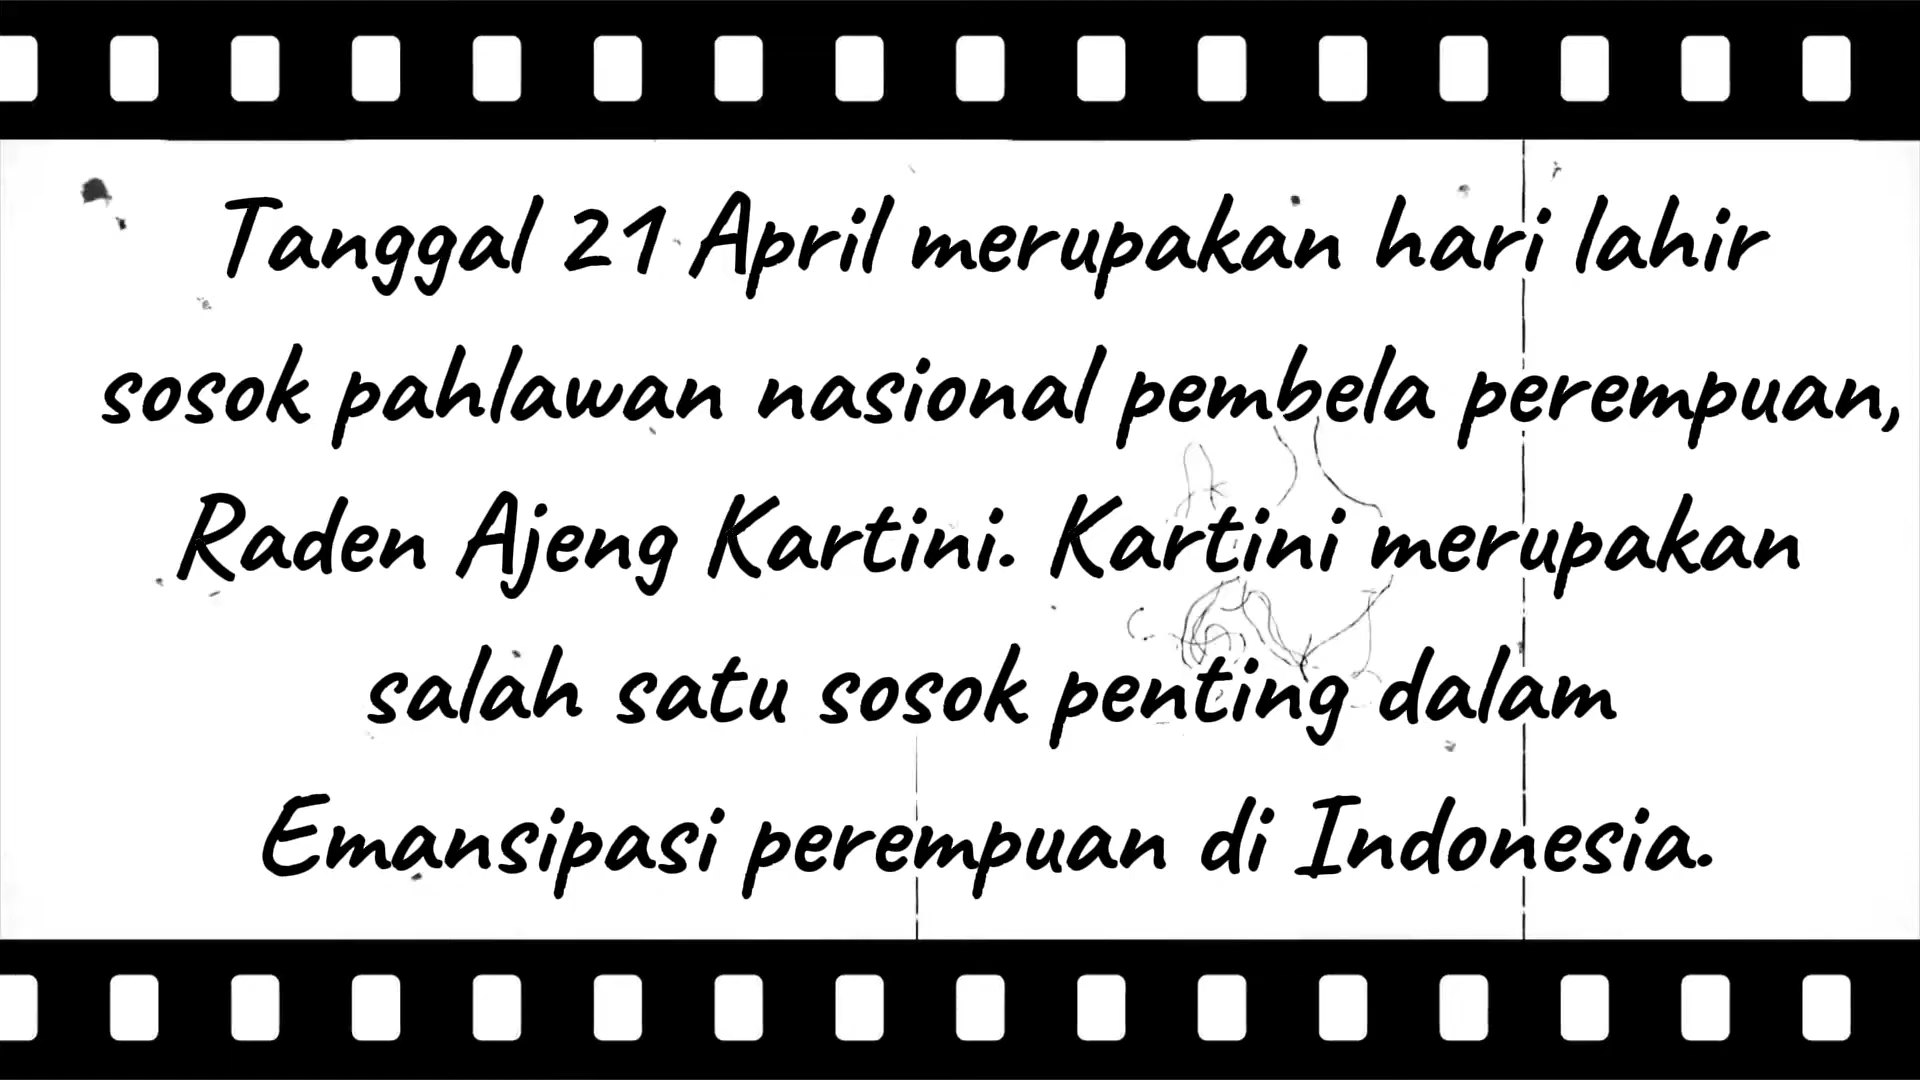 Tanggal 21 April merupakan hari lahir
sosok pahlawan nasional pembela perempuan,
Raden Ajeng Kartini. Kartini merupakan
salah satu sosok penting dalam
Emansipasi perempuan di Indonesia.